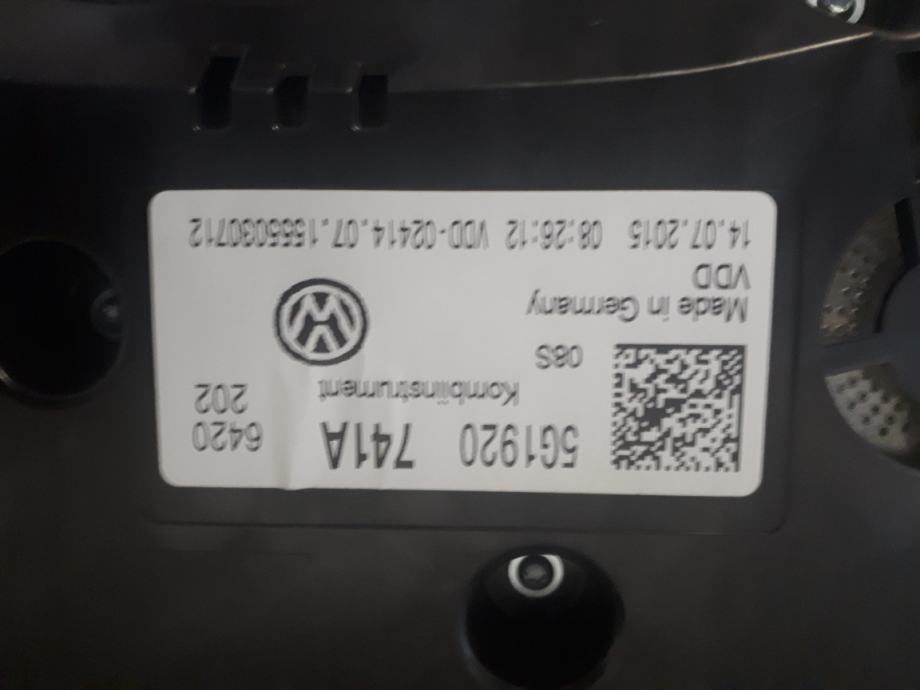 5G1920 741A 6420
Kombiinstrument 202
08S
Made in Germany
VDD
14.07.2015 08:26:12 VDD-02414.07.1555030712